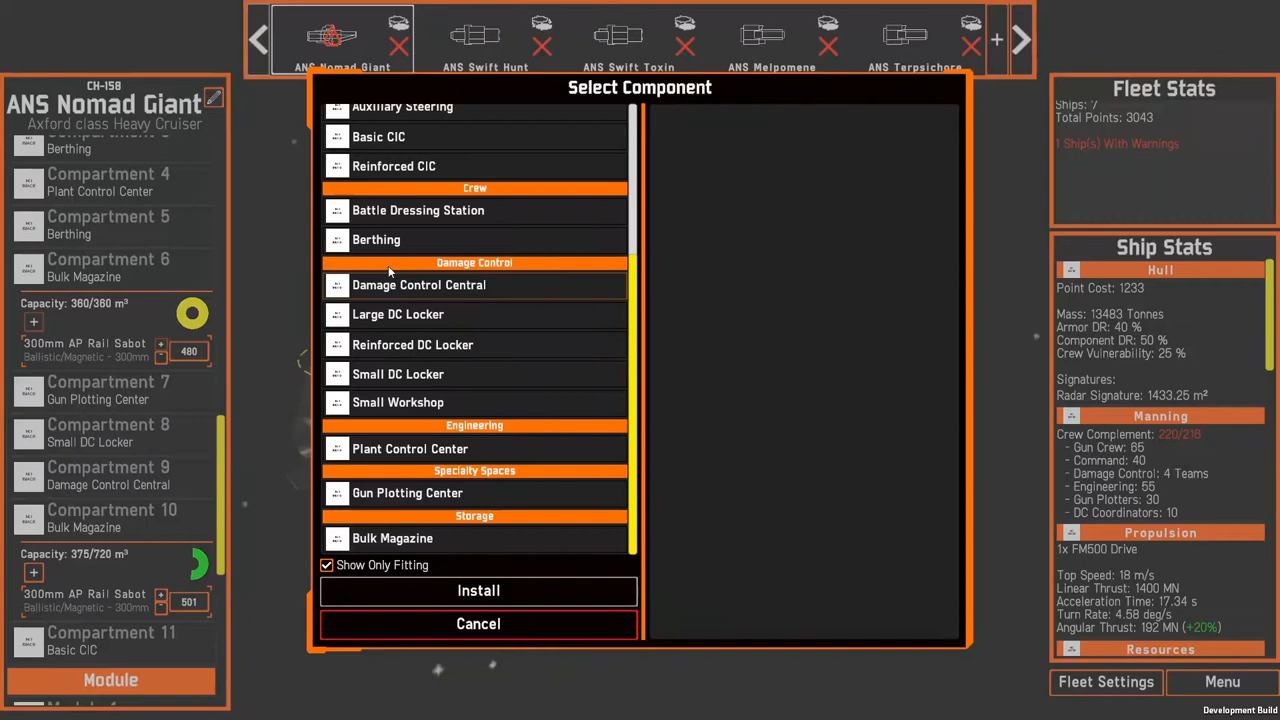 ANS Nomad Giant
ANS Swift Hunt
ANS Swift Toxin
ANS Melpomene
ANS Terpsichore
+
CH-158
ANS Nomad Giant
Axford class Heavy Cruiser
Berthing
Compartment 4
Plant Control Center
Compartment 5
Berthing
Compartment 6
Bulk Magazine
Capacity: 360/360 m³
+
300mm AP Rail Sabot
Ballistic/Magnetic - 300mm
+
-
480
Compartment 7
Gun Plotting Center
Compartment 8
Small DC Locker
Compartment 9
Damage Control Central
Compartment 10
Bulk Magazine
Capacity: 375/720 m³
+
300mm AP Rail Sabot
Ballistic/Magnetic - 300mm
+
-
501
Compartment 11
Basic CIC
Module
Select Component
Auxiliary Steering
Basic CIC
Reinforced CIC
Crew
Battle Dressing Station
Berthing
Damage Control
Damage Control Central
Large DC Locker
Reinforced DC Locker
Small DC Locker
Small Workshop
Engineering
Plant Control Center
Specialty Spaces
Gun Plotting Center
Storage
Bulk Magazine
Show Only Fitting
Install
Cancel
Fleet Stats
Ships: 7
Total Points: 3043
1 Ship(s) With Warnings
Ship Stats
Hull
Point Cost: 1233
Mass: 13483 Tonnes
Armor DR: 40 %
Component DR: 50 %
Crew Vulnerability: 25 %
Signatures:
Radar Signature: 1433.25 m²
Manning
Crew Complement: 220/216
- Gun Crew: 65
- Command: 40
- Damage Control: 4 Teams
- Engineering: 55
- Gun Plotters: 30
- DC Coordinators: 10
Propulsion
1x FM500 Drive
Top Speed: 18 m/s
Linear Thrust: 1400 MN
Acceleration Time: 17.34 s
Turn Rate: 4.58 deg/s
Angular Thrust: 192 MN (+20%)
Resources
Fleet Settings
Menu
Development Build